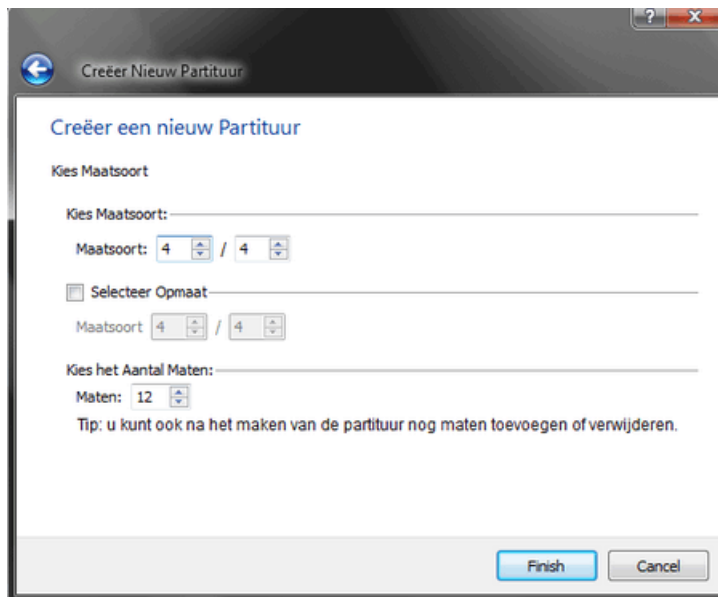 Creëer Nieuw Partituur
Creëer een nieuw Partituur
Kies Maatsoort
Kies Maatsoort:
Maatsoort: 4 / 4
Selecteer Opmaat
Maatsoort 4 / 4
Kies het Aantal Maten:
Maten: 12
Tip: u kunt ook na het maken van de partituur nog maten toevoegen of verwijderen.
Finish Cancel